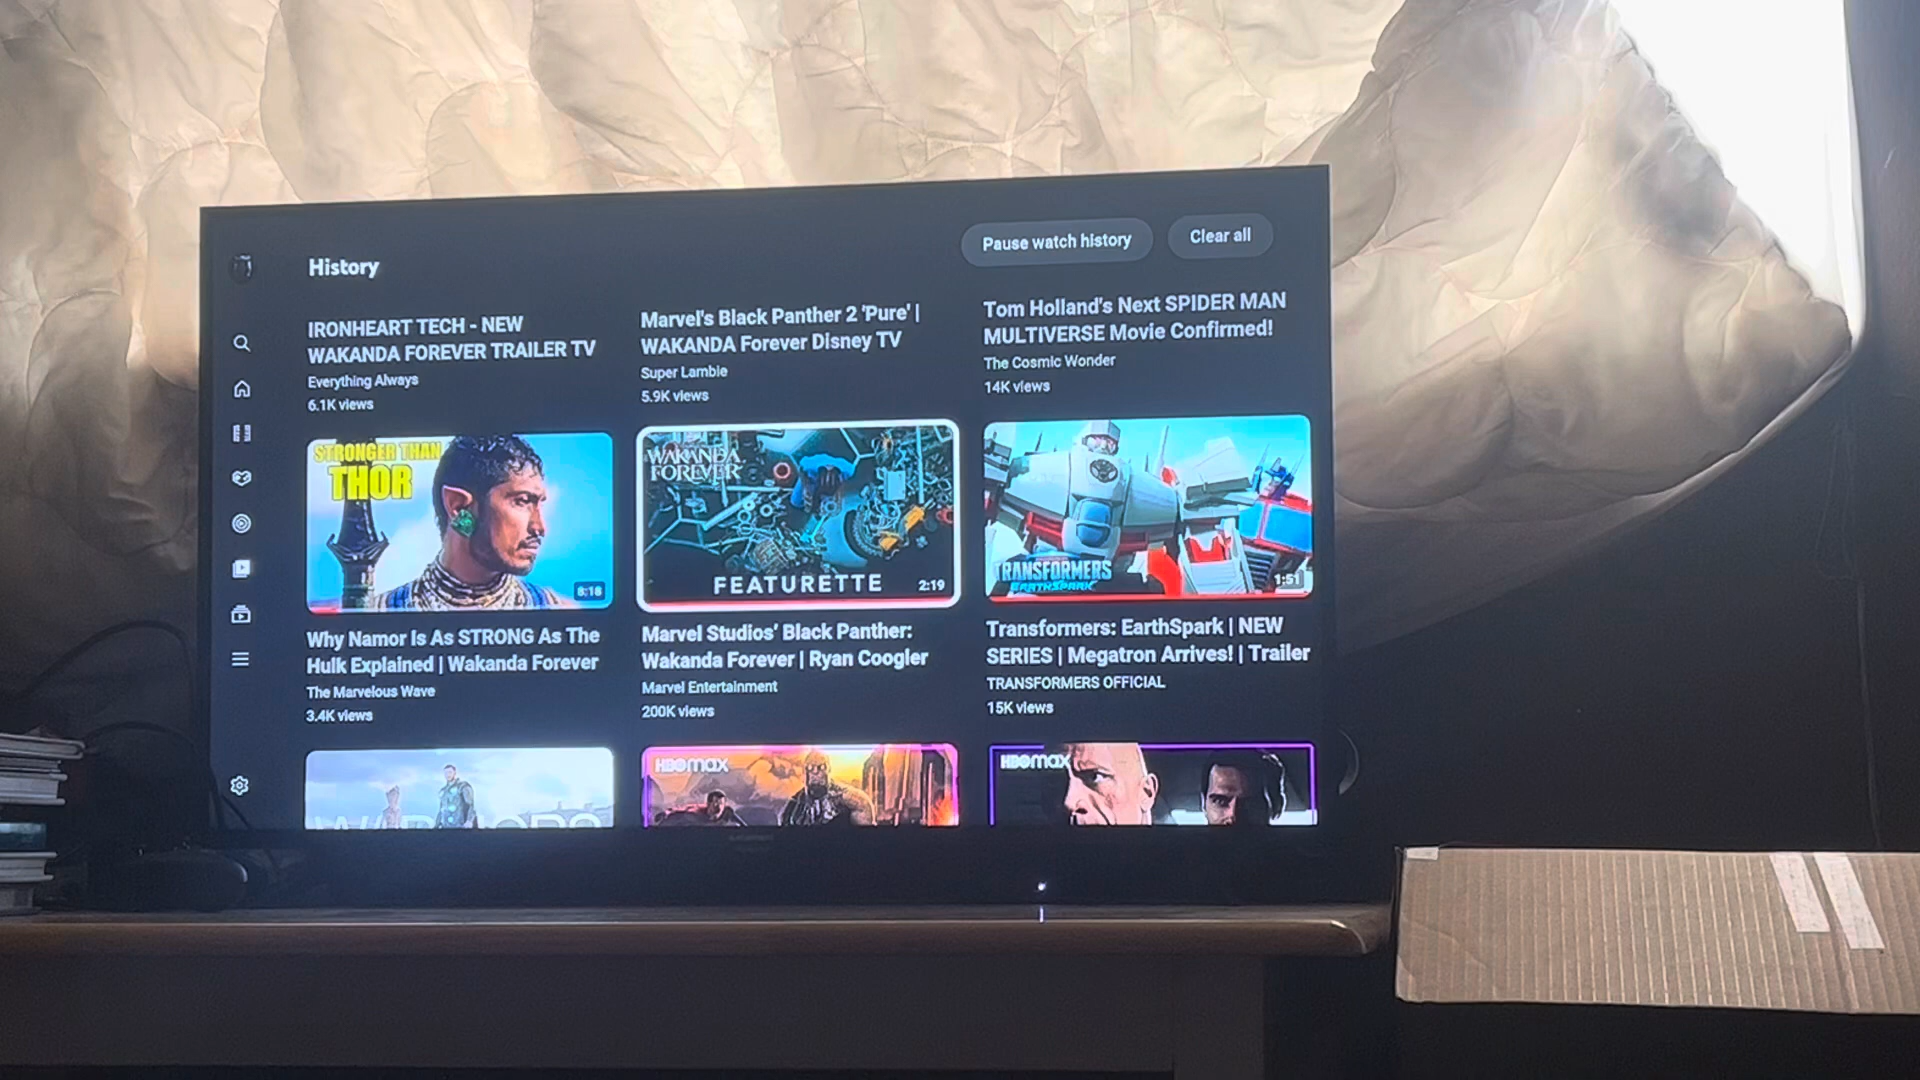 History
Pause watch history
Clear all
IRONHEART TECH - NEW
WAKANDA FOREVER TRAILER TV
Everything Always
6.1K views
Marvel's Black Panther 2 'Pure' |
WAKANDA Forever Disney TV
Super Lambie
5.9K views
Tom Holland's Next SPIDER MAN
MULTIVERSE Movie Confirmed!
The Cosmic Wonder
14K views
STRONGER THAN
THOR
8:18
Why Namor Is As STRONG As The
Hulk Explained | Wakanda Forever
The Marvelous Wave
3.4K views
WAKANDA
FOREVER
FEATURETTE
2:19
Marvel Studios' Black Panther:
Wakanda Forever | Ryan Coogler
Marvel Entertainment
200K views
TRANSFORMERS
EARTHSPARK
1:51
Transformers: EarthSpark | NEW
SERIES | Megatron Arrives! | Trailer
TRANSFORMERS OFFICIAL
15K views
HBOmax
HBOmax